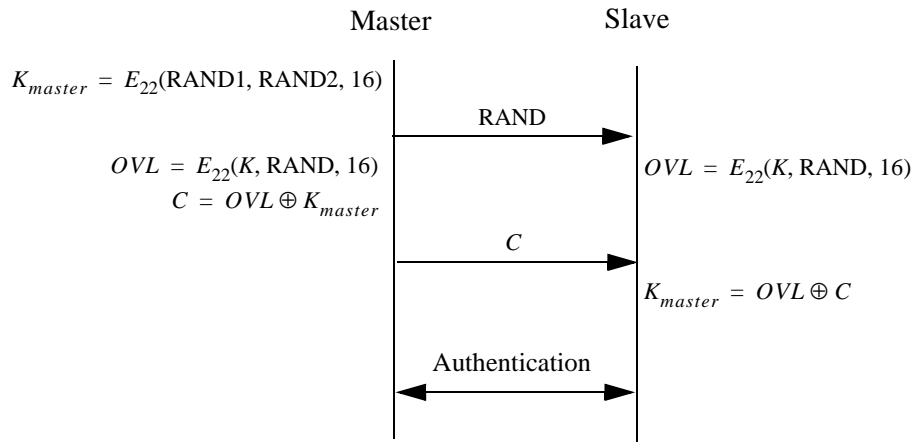 Master
Slave
K_master = E_22(RAND1, RAND2, 16)
RAND
OVL = E_22(K, RAND, 16)
OVL = E_22(K, RAND, 16)
C = OVL ⊕ K_master
C
K_master = OVL ⊕ C
Authentication